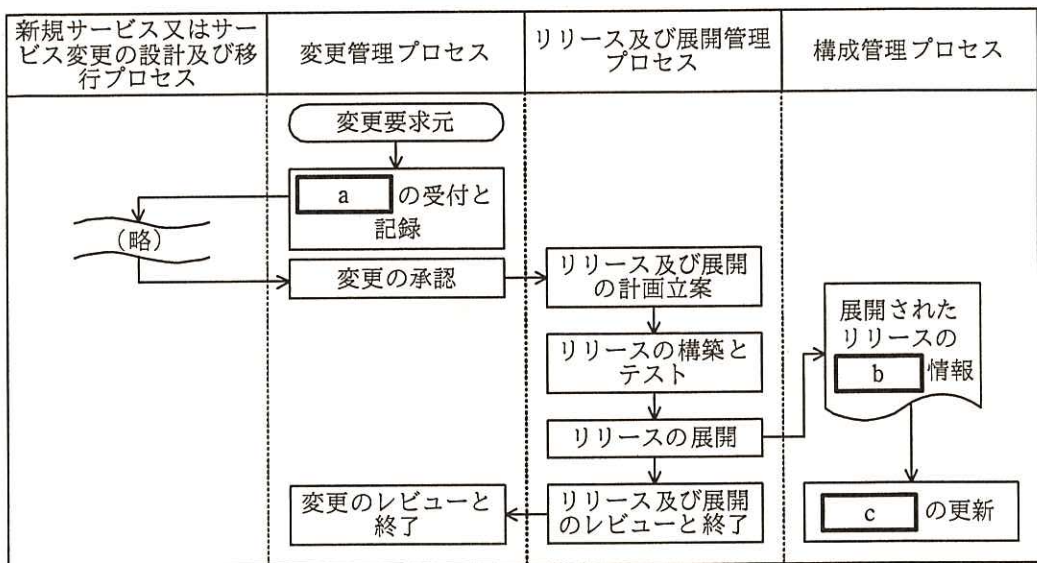 新規サービス又はサー
ビス変更の設計及び移
行プロセス
変更管理プロセス
リリース及び展開管理
プロセス
構成管理プロセス
変更要求元
a の受付と
記録
(略)
変更の承認
リリース及び展開
の計画立案
リリースの構築と
テスト
リリースの展開
展開された
リリースの
b 情報
変更のレビューと
終了
リリース及び展開
のレビューと終了
c の更新